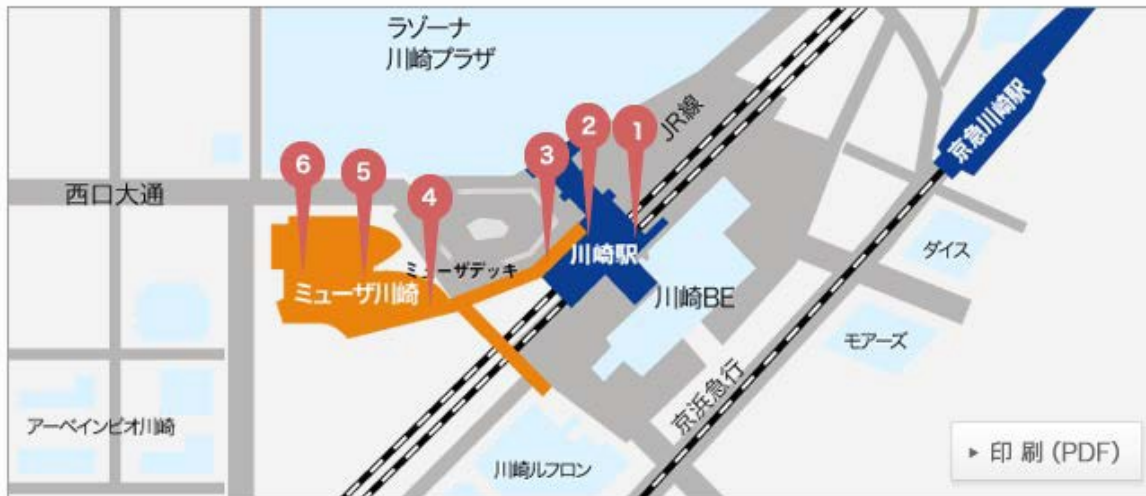 ラゾーナ
川崎プラザ
JR線
京急川崎駅
1
2
3
4
5
6
西口大通
川崎駅
ミューザデッキ
ミューザ川崎
川崎BE
ダイス
モアーズ
京浜急行
アーベインビオ川崎
川崎ルフロン
▸ 印刷(PDF)